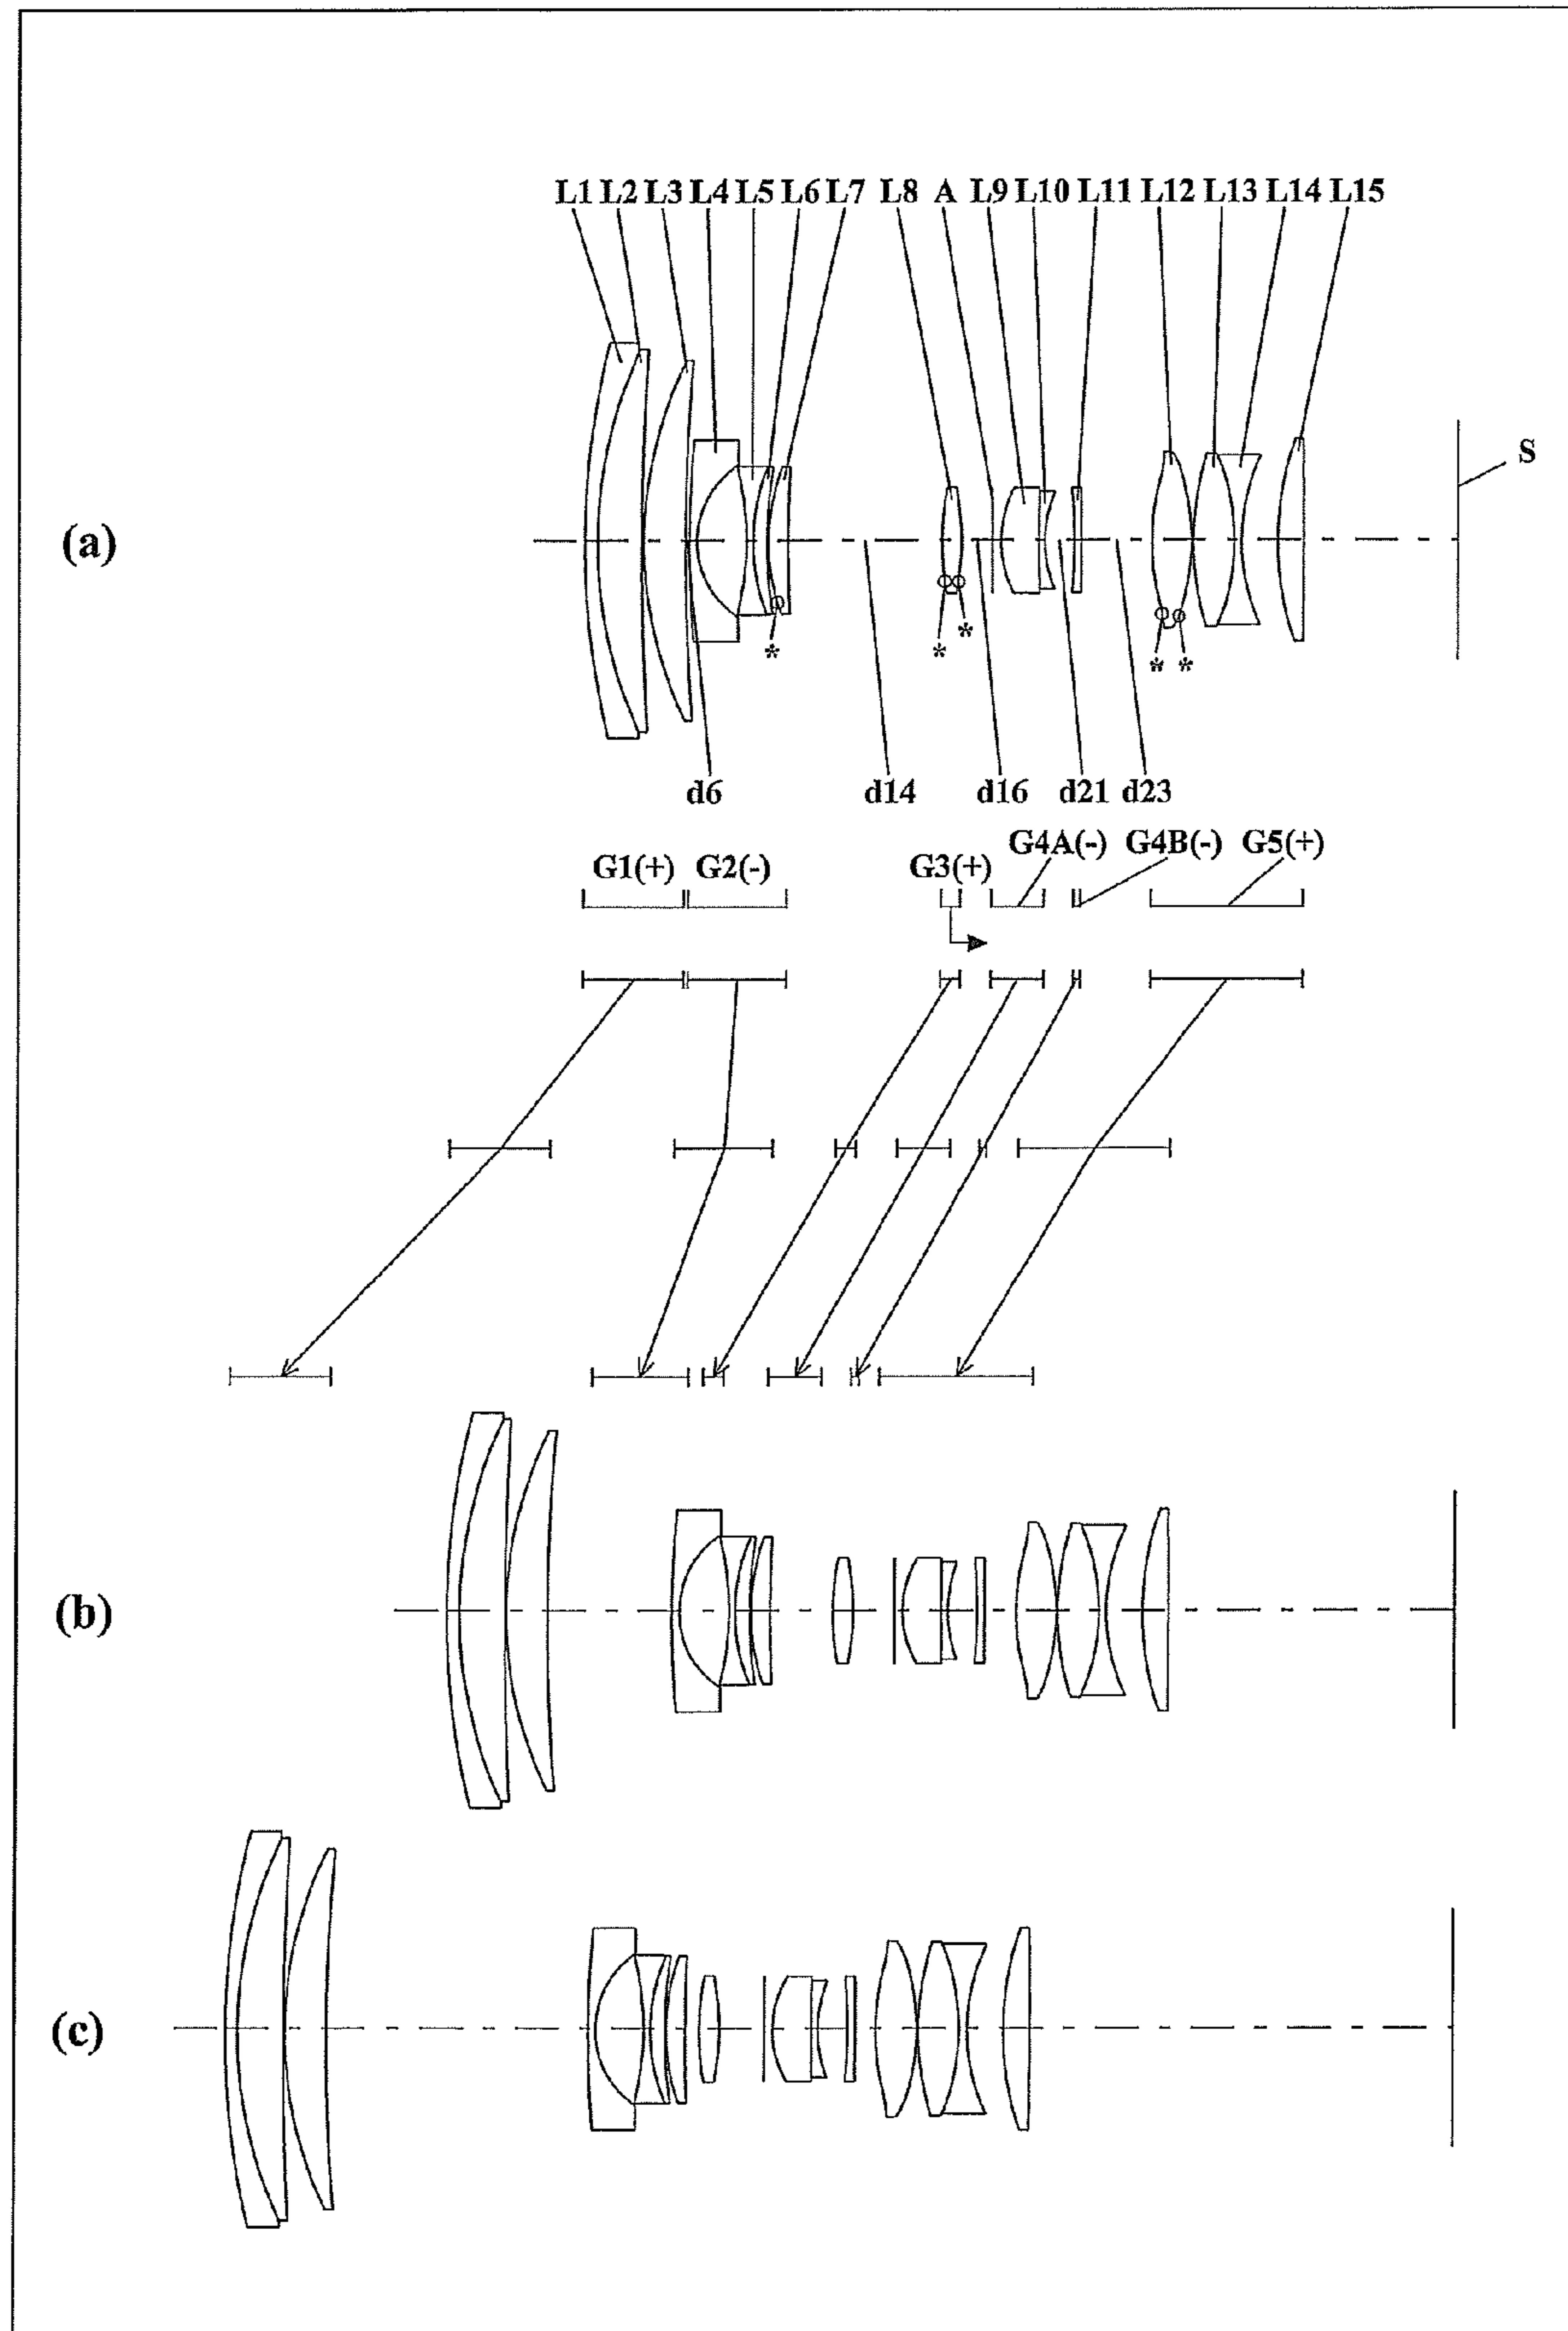 L1 L2 L3 L4 L5 L6 L7 L8 A L9 L10 L11 L12 L13 L14 L15
S
(a)
* * * * *
d6 d14 d16 d21 d23
G1(+) G2(-) G3(+) G4A(-) G4B(-) G5(+)
(b)
(c)